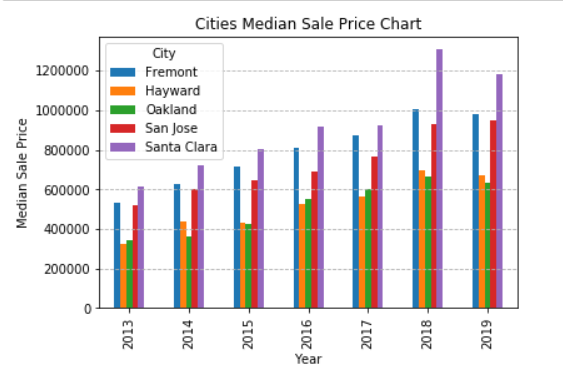 Cities Median Sale Price Chart
City
Fremont
Hayward
Oakland
San Jose
Santa Clara
Median Sale Price
1200000
1000000
800000
600000
400000
200000
0
2013
2014
2015
2016
2017
2018
2019
Year